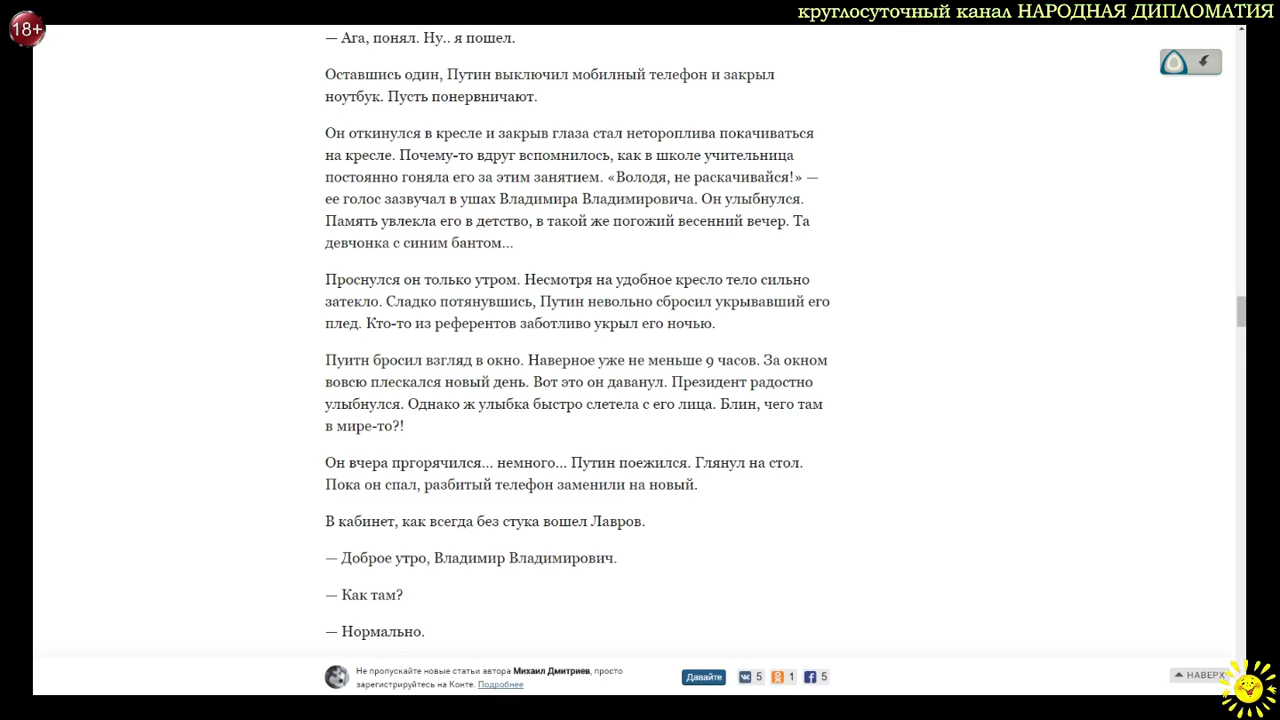 круглосуточный канал НАРОДНАЯ ДИПЛОМАТИЯ
18+
— Ага, понял. Ну.. я пошел.
Оставшись один, Путин выключил мобилный телефон и закрыл
ноутбук. Пусть понервничают.
Он откинулся в кресле и закрыв глаза стал нетороплива покачиваться
на кресле. Почему-то вдруг вспомнилось, как в школе учительница
постоянно гоняла его за этим занятием. «Володя, не раскачивайся!» —
ее голос зазвучал в ушах Владимира Владимировича. Он улыбнулся.
Память увлекла его в детство, в такой же погожий весенний вечер. Та
девчонка с синим бантом...
Проснулся он только утром. Несмотря на удобное кресло тело сильно
затекло. Сладко потянувшись, Путин невольно сбросил укрывавший его
плед. Кто-то из референтов заботливо укрыл его ночью.
Пуитн бросил взгляд в окно. Наверное уже не меньше 9 часов. За окном
вовсю плескался новый день. Вот это он даванул. Президент радостно
улыбнулся. Однако ж улыбка быстро слетела с его лица. Блин, чего там
в мире-то?!
Он вчера пргорячился... немного... Путин поежился. Глянул на стол.
Пока он спал, разбитый телефон заменили на новый.
В кабинет, как всегда без стука вошел Лавров.
— Доброе утро, Владимир Владимирович.
— Как там?
— Нормально.
Не пропускайте новые статьи автора Михаил Дмитриев, просто
зарегистрируйтесь на Конте. Подробнее
Давайте
5
1
5
НАВЕРХ